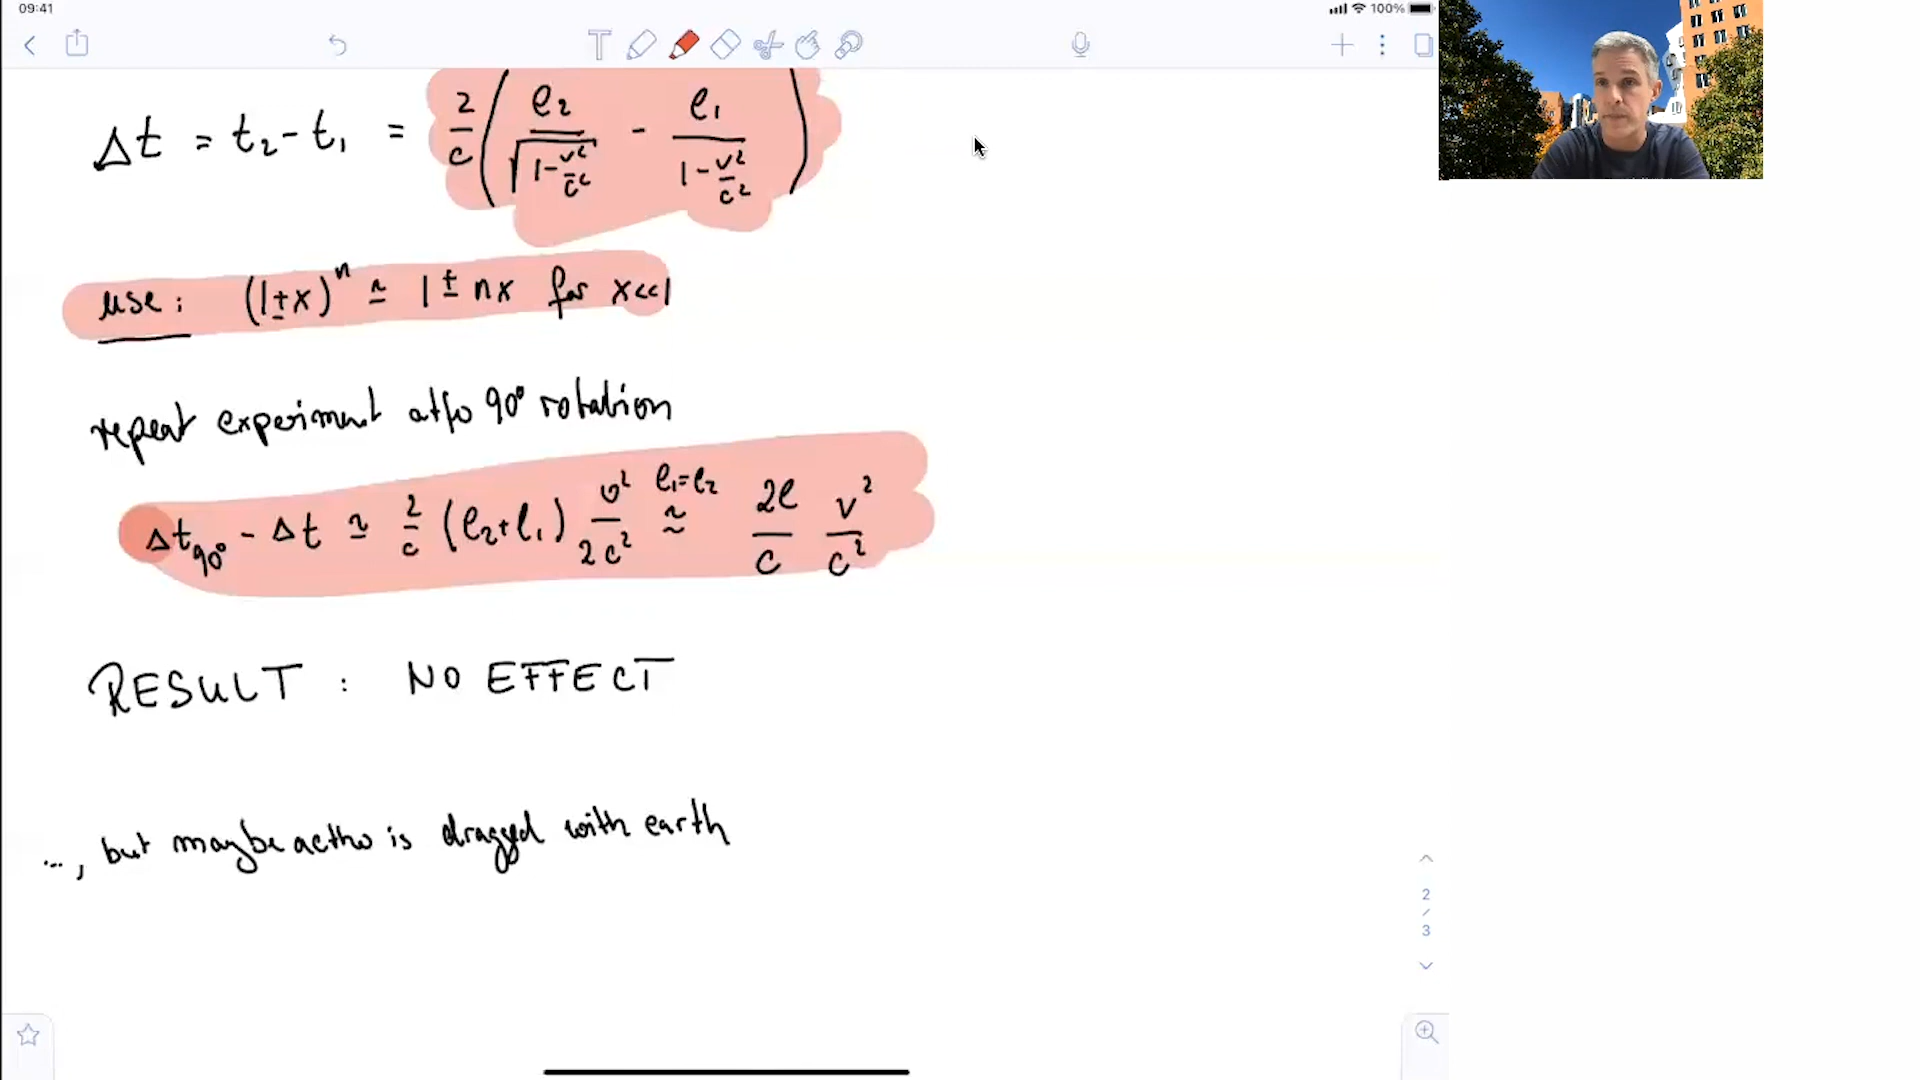 09:41
100%
T
Δt = t₂ - t₁ = 2/c ( ℓ₂/√(1 - v²/c²) - ℓ₁/(1 - v²/c²) )
use: (1±x)ⁿ ≃ 1 ± nx for x<<1
repeat experiment after 90° rotation
Δt₉₀° - Δt ≃ 2/c (ℓ₂+ℓ₁) v²/2c² ≈ 2ℓ/c v²/c²
ℓ₁=ℓ₂
RESULT : NO EFFECT
..., but maybe aether is dragged with earth
2
/
3